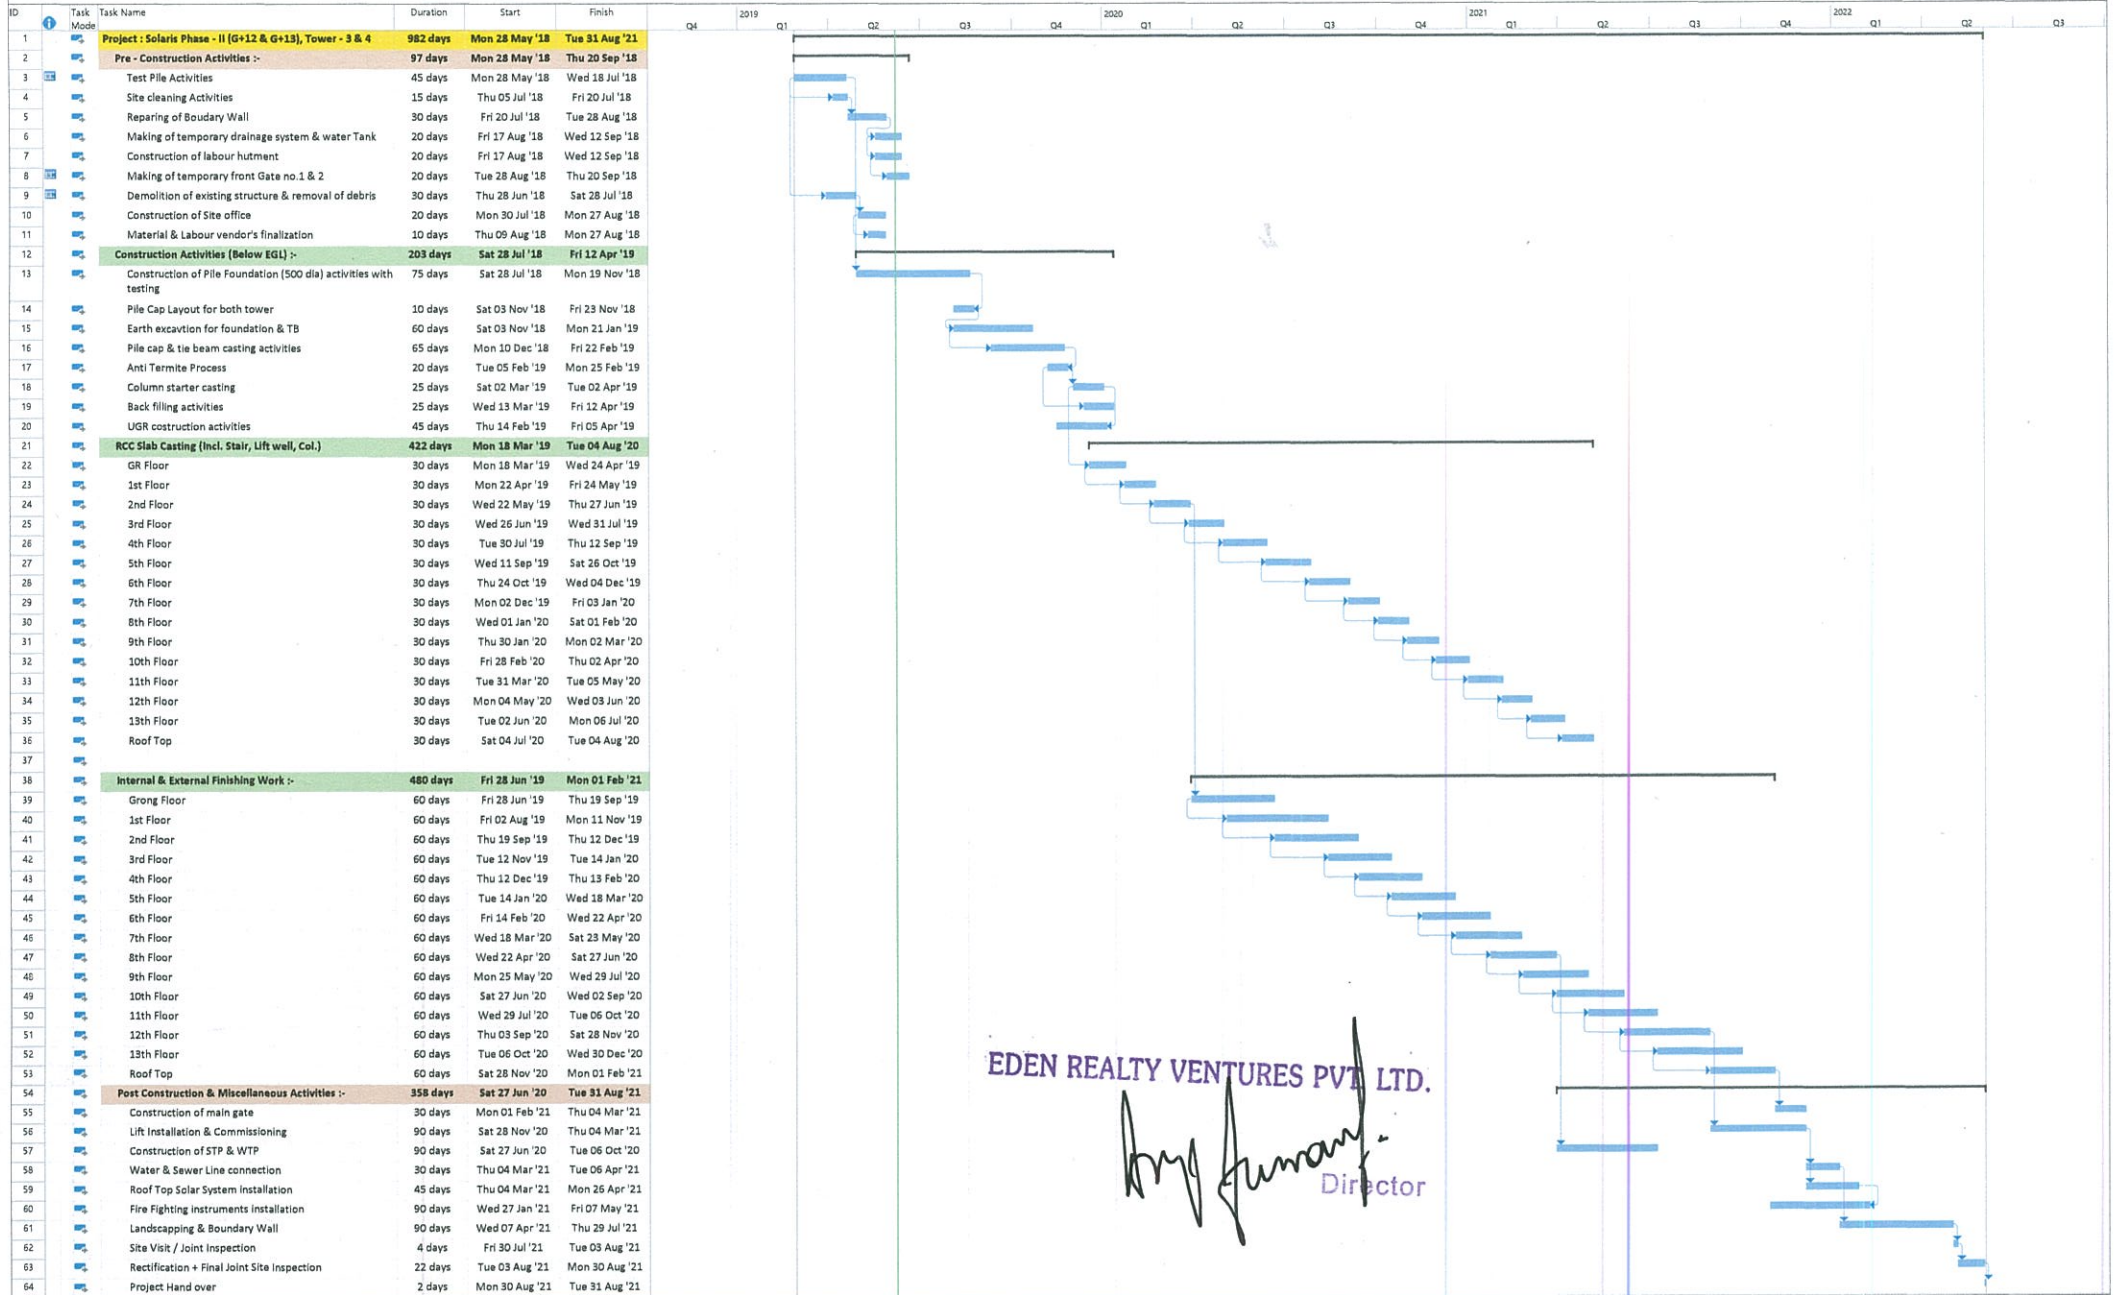 ID Task Mode Task Name Duration Start Finish
2019 2020 2021 2022
Q4 Q1 Q2 Q3 Q4 Q1 Q2 Q3 Q4 Q1 Q2 Q3 Q4 Q1 Q2 Q3
1 Project : Solaris Phase - II (G+12 & G+13), Tower - 3 & 4 982 days Mon 28 May '18 Tue 31 Aug '21
2 Pre - Construction Activities :- 97 days Mon 28 May '18 Thu 20 Sep '18
3 Test Pile Activities 45 days Mon 28 May '18 Wed 18 Jul '18
4 Site cleaning Activities 15 days Thu 05 Jul '18 Fri 20 Jul '18
5 Reparing of Boudary Wall 30 days Fri 20 Jul '18 Tue 28 Aug '18
6 Making of temporary drainage system & water Tank 20 days Fri 17 Aug '18 Wed 12 Sep '18
7 Construction of labour hutment 20 days Fri 17 Aug '18 Wed 12 Sep '18
8 Making of temporary front Gate no.1 & 2 20 days Tue 28 Aug '18 Thu 20 Sep '18
9 Demolition of existing structure & removal of debris 30 days Thu 28 Jun '18 Sat 28 Jul '18
10 Construction of Site office 20 days Mon 30 Jul '18 Mon 27 Aug '18
11 Material & Labour vendor's finalization 10 days Thu 09 Aug '18 Mon 27 Aug '18
12 Construction Activities (Below EGL) :- 203 days Sat 28 Jul '18 Fri 12 Apr '19
13 Construction of Pile Foundation (500 dia) activities with 75 days Sat 28 Jul '18 Mon 19 Nov '18
testing
14 Pile Cap Layout for both tower 10 days Sat 03 Nov '18 Fri 23 Nov '18
15 Earth excavtion for foundation & TB 60 days Sat 03 Nov '18 Mon 21 Jan '19
16 Pile cap & tie beam casting activities 65 days Mon 10 Dec '18 Fri 22 Feb '19
17 Anti Termite Process 20 days Tue 05 Feb '19 Mon 25 Feb '19
18 Column starter casting 25 days Sat 02 Mar '19 Tue 02 Apr '19
19 Back filling activities 25 days Wed 13 Mar '19 Fri 12 Apr '19
20 UGR costruction activities 45 days Thu 14 Feb '19 Fri 05 Apr '19
21 RCC Slab Casting (Incl. Stair, Lift well, Col.) 422 days Mon 18 Mar '19 Tue 04 Aug '20
22 GR Floor 30 days Mon 18 Mar '19 Wed 24 Apr '19
23 1st Floor 30 days Mon 22 Apr '19 Fri 24 May '19
24 2nd Floor 30 days Wed 22 May '19 Thu 27 Jun '19
25 3rd Floor 30 days Wed 26 Jun '19 Wed 31 Jul '19
26 4th Floor 30 days Tue 30 Jul '19 Thu 12 Sep '19
27 5th Floor 30 days Wed 11 Sep '19 Sat 26 Oct '19
28 6th Floor 30 days Thu 24 Oct '19 Wed 04 Dec '19
29 7th Floor 30 days Mon 02 Dec '19 Fri 03 Jan '20
30 8th Floor 30 days Wed 01 Jan '20 Sat 01 Feb '20
31 9th Floor 30 days Thu 30 Jan '20 Mon 02 Mar '20
32 10th Floor 30 days Fri 28 Feb '20 Thu 02 Apr '20
33 11th Floor 30 days Tue 31 Mar '20 Tue 05 May '20
34 12th Floor 30 days Mon 04 May '20 Wed 03 Jun '20
35 13th Floor 30 days Tue 02 Jun '20 Mon 06 Jul '20
36 Roof Top 30 days Sat 04 Jul '20 Tue 04 Aug '20
37
38 Internal & External Finishing Work :- 480 days Fri 28 Jun '19 Mon 01 Feb '21
39 Grong Floor 60 days Fri 28 Jun '19 Thu 19 Sep '19
40 1st Floor 60 days Fri 02 Aug '19 Mon 11 Nov '19
41 2nd Floor 60 days Thu 19 Sep '19 Thu 12 Dec '19
42 3rd Floor 60 days Tue 12 Nov '19 Tue 14 Jan '20
43 4th Floor 60 days Thu 12 Dec '19 Thu 13 Feb '20
44 5th Floor 60 days Tue 14 Jan '20 Wed 18 Mar '20
45 6th Floor 60 days Fri 14 Feb '20 Wed 22 Apr '20
46 7th Floor 60 days Wed 18 Mar '20 Sat 23 May '20
47 8th Floor 60 days Wed 22 Apr '20 Sat 27 Jun '20
48 9th Floor 60 days Mon 25 May '20 Wed 29 Jul '20
49 10th Floor 60 days Sat 27 Jun '20 Wed 02 Sep '20
50 11th Floor 60 days Wed 29 Jul '20 Tue 06 Oct '20
51 12th Floor 60 days Thu 03 Sep '20 Sat 28 Nov '20
52 13th Floor 60 days Tue 06 Oct '20 Wed 30 Dec '20
53 Roof Top 60 days Sat 28 Nov '20 Mon 01 Feb '21
54 Post Construction & Miscellaneous Activities :- 358 days Sat 27 Jun '20 Tue 31 Aug '21
55 Construction of main gate 30 days Mon 01 Feb '21 Thu 04 Mar '21
56 Lift Installation & Commissioning 90 days Sat 28 Nov '20 Thu 04 Mar '21
57 Construction of STP & WTP 90 days Sat 27 Jun '20 Tue 06 Oct '20
58 Water & Sewer Line connection 30 days Thu 04 Mar '21 Tue 06 Apr '21
59 Roof Top Solar System installation 45 days Thu 04 Mar '21 Mon 26 Apr '21
60 Fire Fighting instruments installation 90 days Wed 27 Jan '21 Fri 07 May '21
61 Landscapping & Boundary Wall 90 days Wed 07 Apr '21 Thu 29 Jul '21
62 Site Visit / Joint Inspection 4 days Fri 30 Jul '21 Tue 03 Aug '21
63 Rectification + Final Joint Site Inspection 22 days Tue 03 Aug '21 Mon 30 Aug '21
64 Project Hand over 2 days Mon 30 Aug '21 Tue 31 Aug '21
EDEN REALTY VENTURES PVT. LTD.
Director